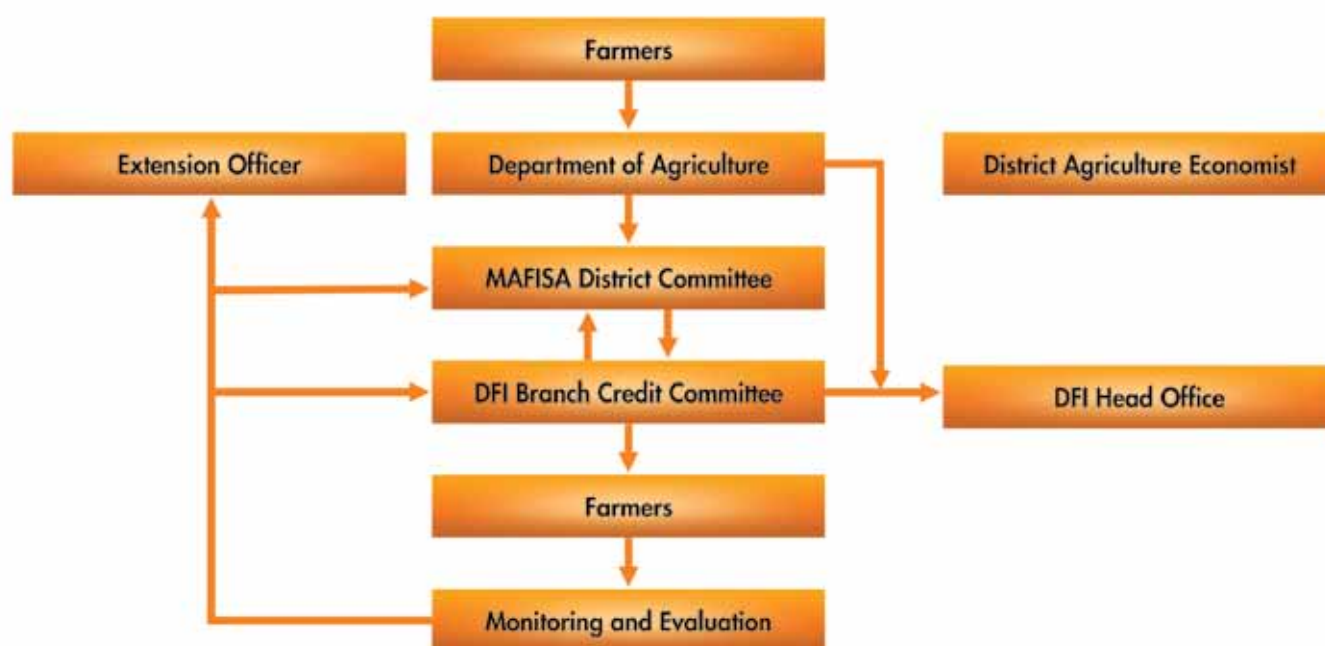 Farmers
Extension Officer
Department of Agriculture
District Agriculture Economist
MAFISA District Committee
DFI Branch Credit Committee
DFI Head Office
Farmers
Monitoring and Evaluation